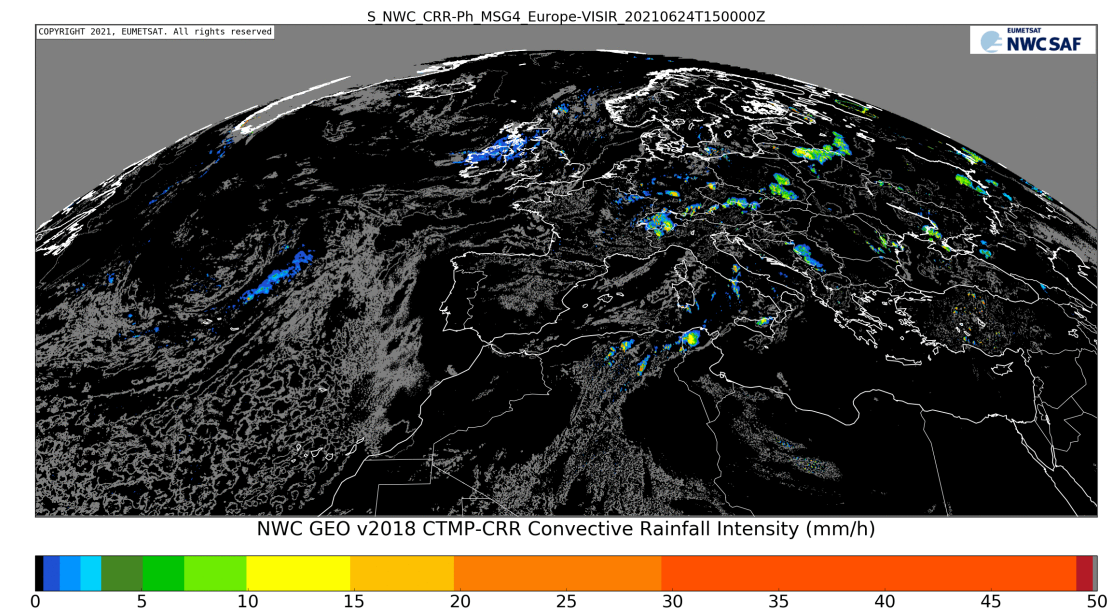 S_NWC_CRR-Ph_MSG4_Europe-VISIR_20210624T150000Z
COPYRIGHT 2021, EUMETSAT. All rights reserved
EUMETSAT
NWC SAF
NWC GEO v2018 CTMP-CRR Convective Rainfall Intensity (mm/h)
0 5 10 15 20 25 30 35 40 45 50